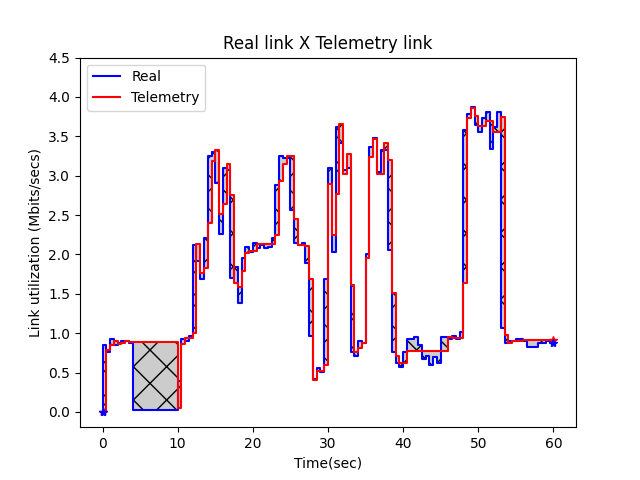 Real link X Telemetry link
Real
Telemetry
Link utilization (Mbits/secs)
4.5
4.0
3.5
3.0
2.5
2.0
1.5
1.0
0.5
0.0
0 10 20 30 40 50 60
Time(sec)